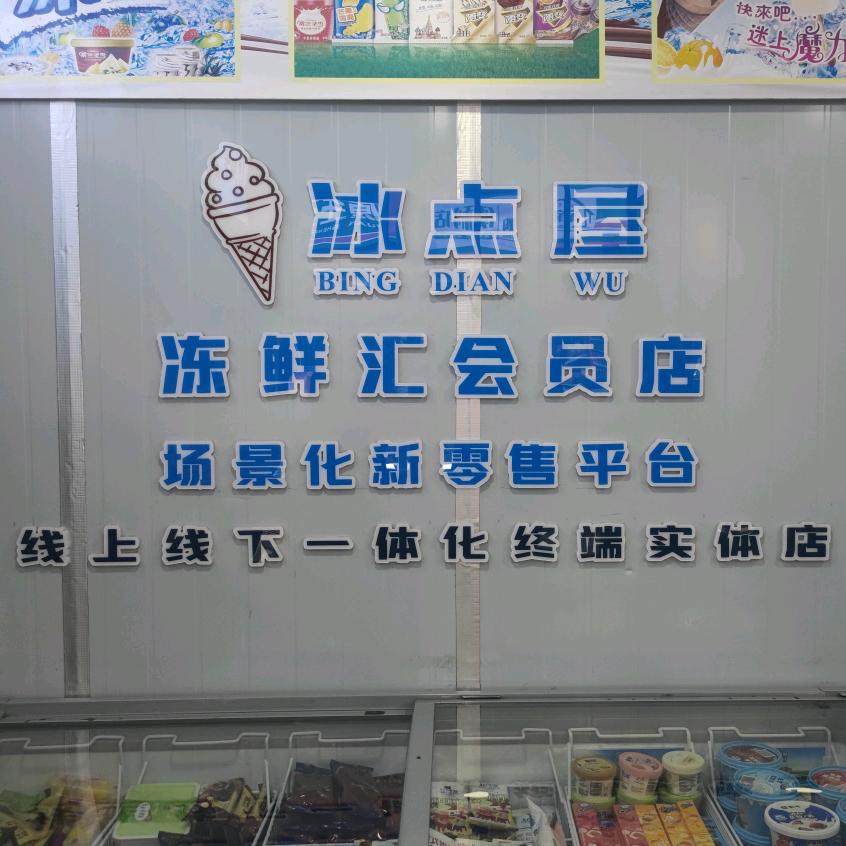 快來吧....
迷上魔力
冰点屋
BING DIAN WU
冻鲜汇会员店
场景化新零售平台
线上线下一体化终端实体店